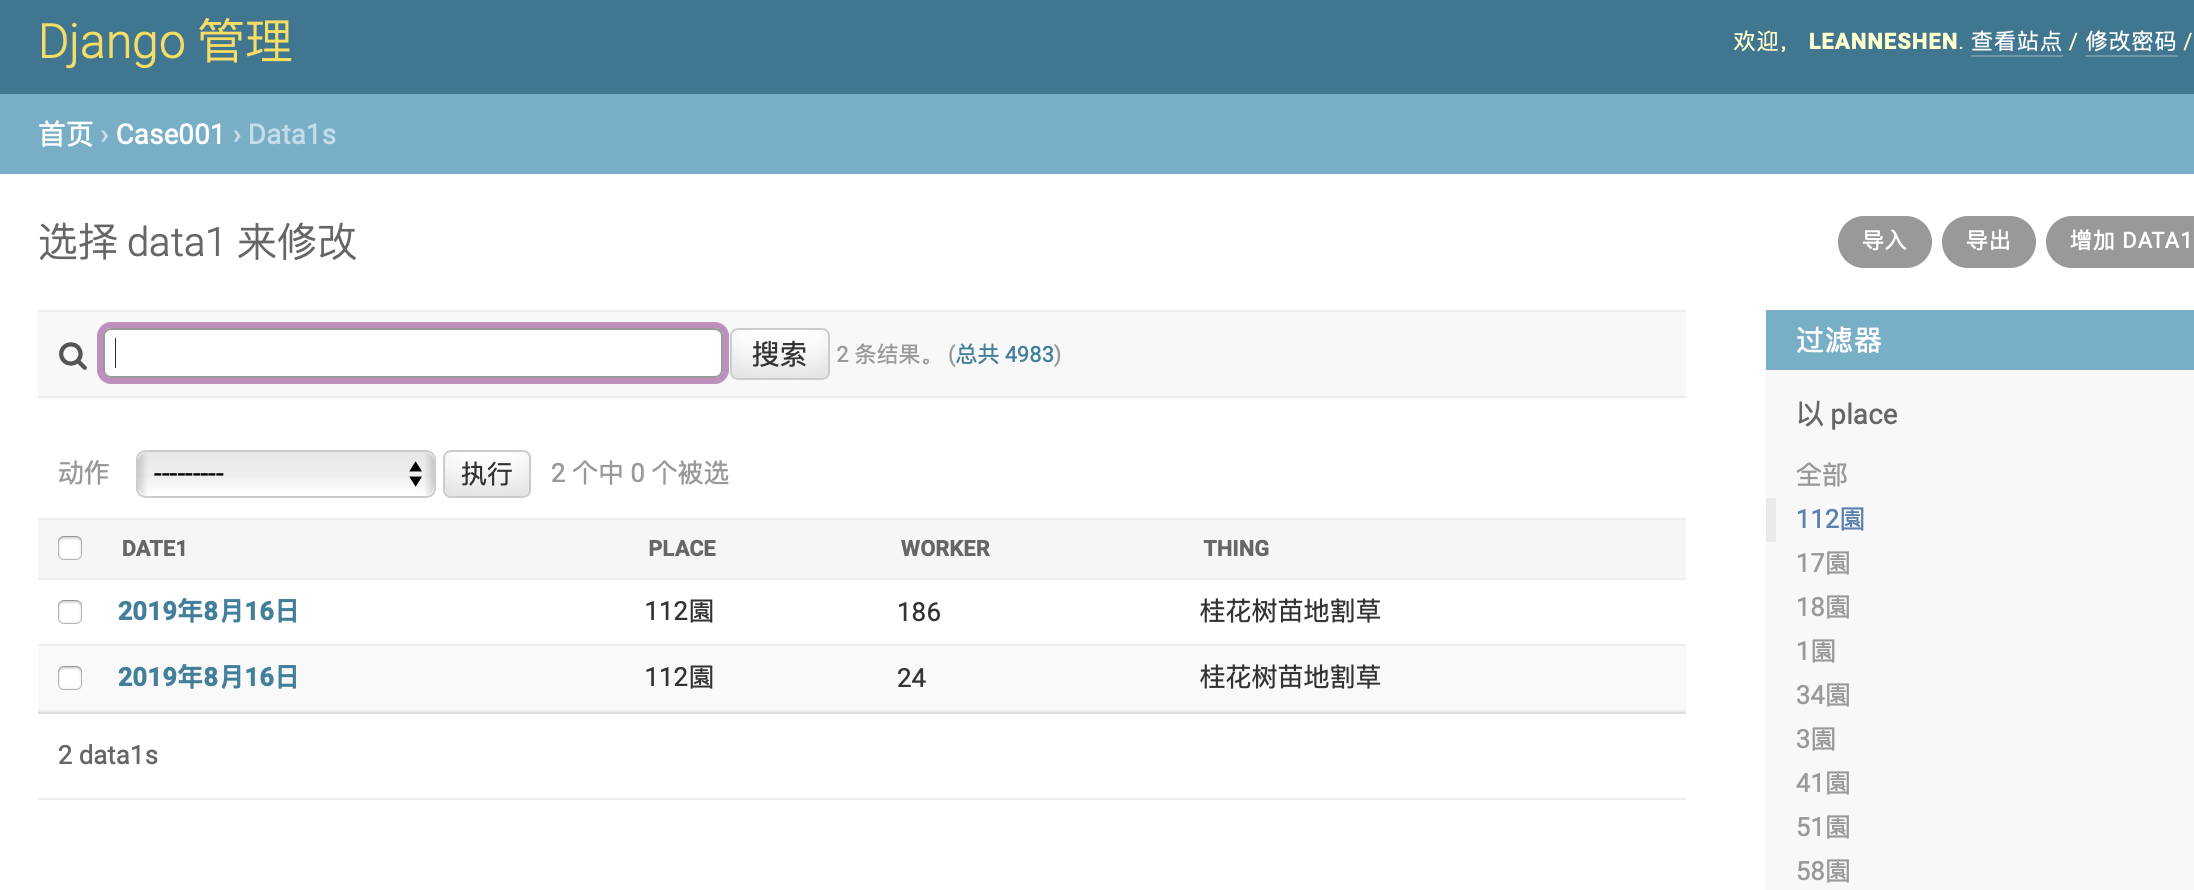 Django 管理
欢迎， LEANNESHEN. 查看站点 / 修改密码 /
首页 › Case001 › Data1s
选择 data1 来修改
导入 导出 增加 DATA1
搜索 2 条结果。 (总共 4983)
动作 --------- 执行 2 个中 0 个被选
DATE1 PLACE WORKER THING
2019年8月16日 112園 186 桂花树苗地割草
2019年8月16日 112園 24 桂花树苗地割草
2 data1s
过滤器
以 place
全部
112園
17園
18園
1園
34園
3園
41園
51園
58園